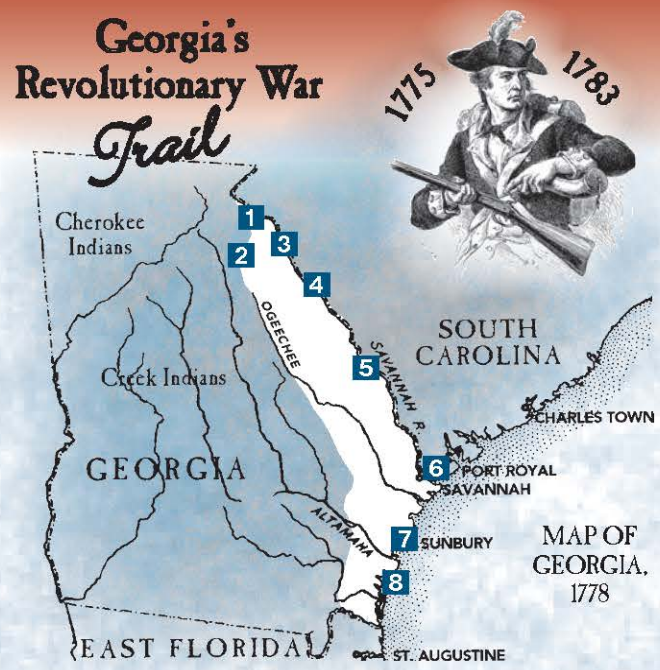 Georgia's
Revolutionary War
Trail
1775
1783
Cherokee
Indians
1
2
3
4
OGEECHEE
SAVANNAH R.
SOUTH
CAROLINA
5
Creek Indians
CHARLES TOWN
GEORGIA
6
PORT ROYAL
SAVANNAH
ALTAMAHA
7
SUNBURY
MAP OF
GEORGIA,
1778
8
EAST FLORIDA
ST. AUGUSTINE